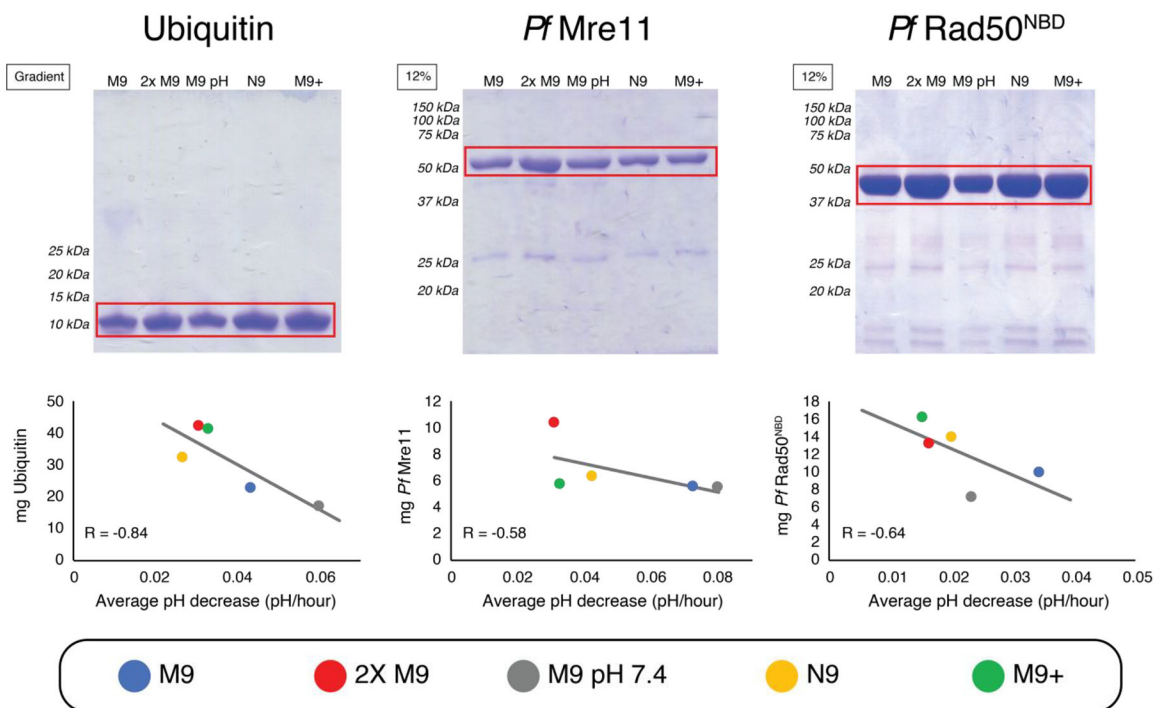 Ubiquitin
Pf Mre11
Pf Rad50NBD
Gradient
M9 2x M9 M9 pH N9 M9+
25 kDa
20 kDa
15 kDa
10 kDa
12%
M9 2x M9 M9 pH N9 M9+
150 kDa
100 kDa
75 kDa
50 kDa
37 kDa
25 kDa
20 kDa
12%
M9 2x M9 M9 pH N9 M9+
150 kDa
100 kDa
75 kDa
50 kDa
37 kDa
25 kDa
20 kDa
mg Ubiquitin
50
40
30
20
10
0
R = -0.84
0 0.02 0.04 0.06
Average pH decrease (pH/hour)
mg Pf Mre11
12
10
8
6
4
2
0
R = -0.58
0 0.02 0.04 0.06 0.08
Average pH decrease (pH/hour)
mg Pf Rad50NBD
18
16
14
12
10
8
6
4
2
0
R = -0.64
0 0.01 0.02 0.03 0.04 0.05
Average pH decrease (pH/hour)
M9 2X M9 M9 pH 7.4 N9 M9+